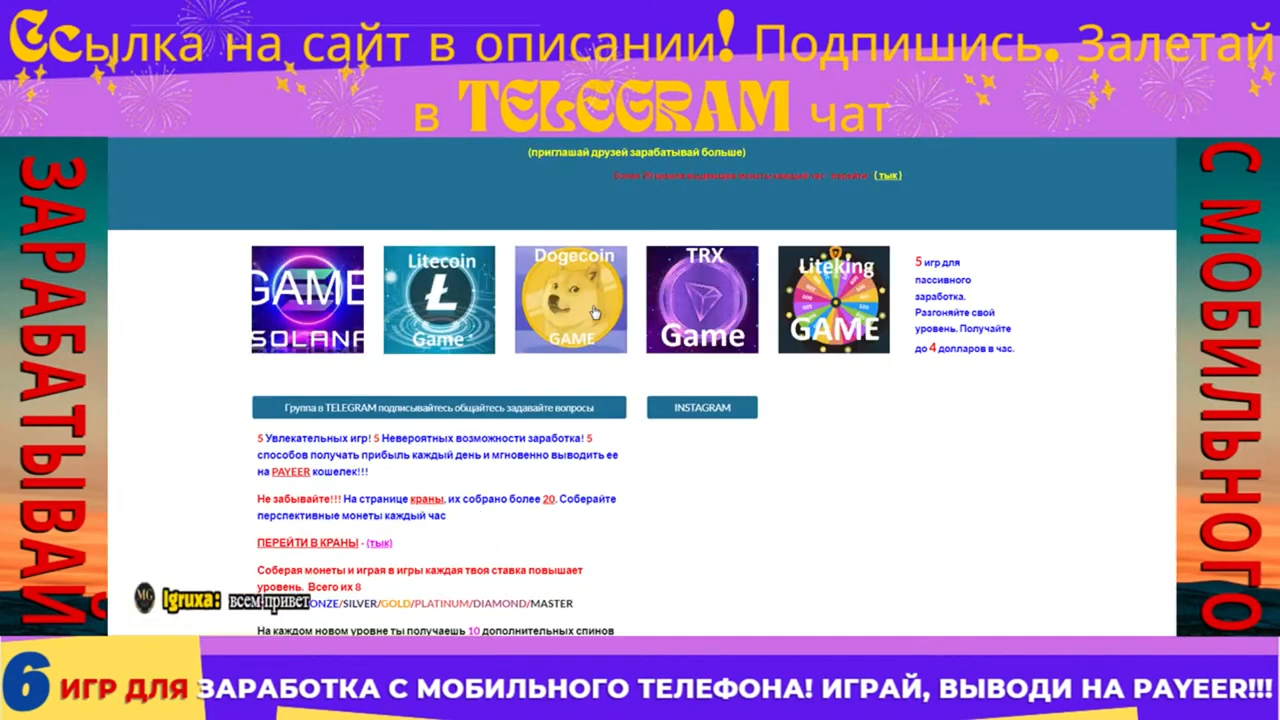 Ссылка на сайт в описании! Подпишись. Залетай
в TELEGRAM чат
ЗАРАБАТЫВАЙ
С МОБИЛЬНОГО
(приглашай друзей зарабатывай больше)
(тык)
GAME
SOLANA
Litecoin
Game
Dogecoin
GAME
TRX
Game
Liteking
GAME
5 игр для
пассивного
заработка.
Разгоняйте свой
уровень. Получайте
до 4 долларов в час.
Группа в TELEGRAM подписывайтесь общайтесь задавайте вопросы
INSTAGRAM
5 Увлекательных игр! 5 Невероятных возможности заработка! 5
способов получать прибыль каждый день и мгновенно выводить ее
на PAYEER кошелек!!!
Не забывайте!!! На странице краны, их собрано более 20. Соберайте
перспективные монеты каждый час
ПЕРЕЙТИ В КРАНЫ - (тык)
Соберая монеты и играя в игры каждая твоя ставка повышает
уровень. Всего их 8
MG Igruxa: всем привет
ONZE/SILVER/GOLD/PLATINUM/DIAMOND/MASTER
На каждом новом уровне ты получаешь 10 дополнительных спинов
6 ИГР ДЛЯ ЗАРАБОТКА С МОБИЛЬНОГО ТЕЛЕФОНА! ИГРАЙ, ВЫВОДИ НА PAYEER!!!